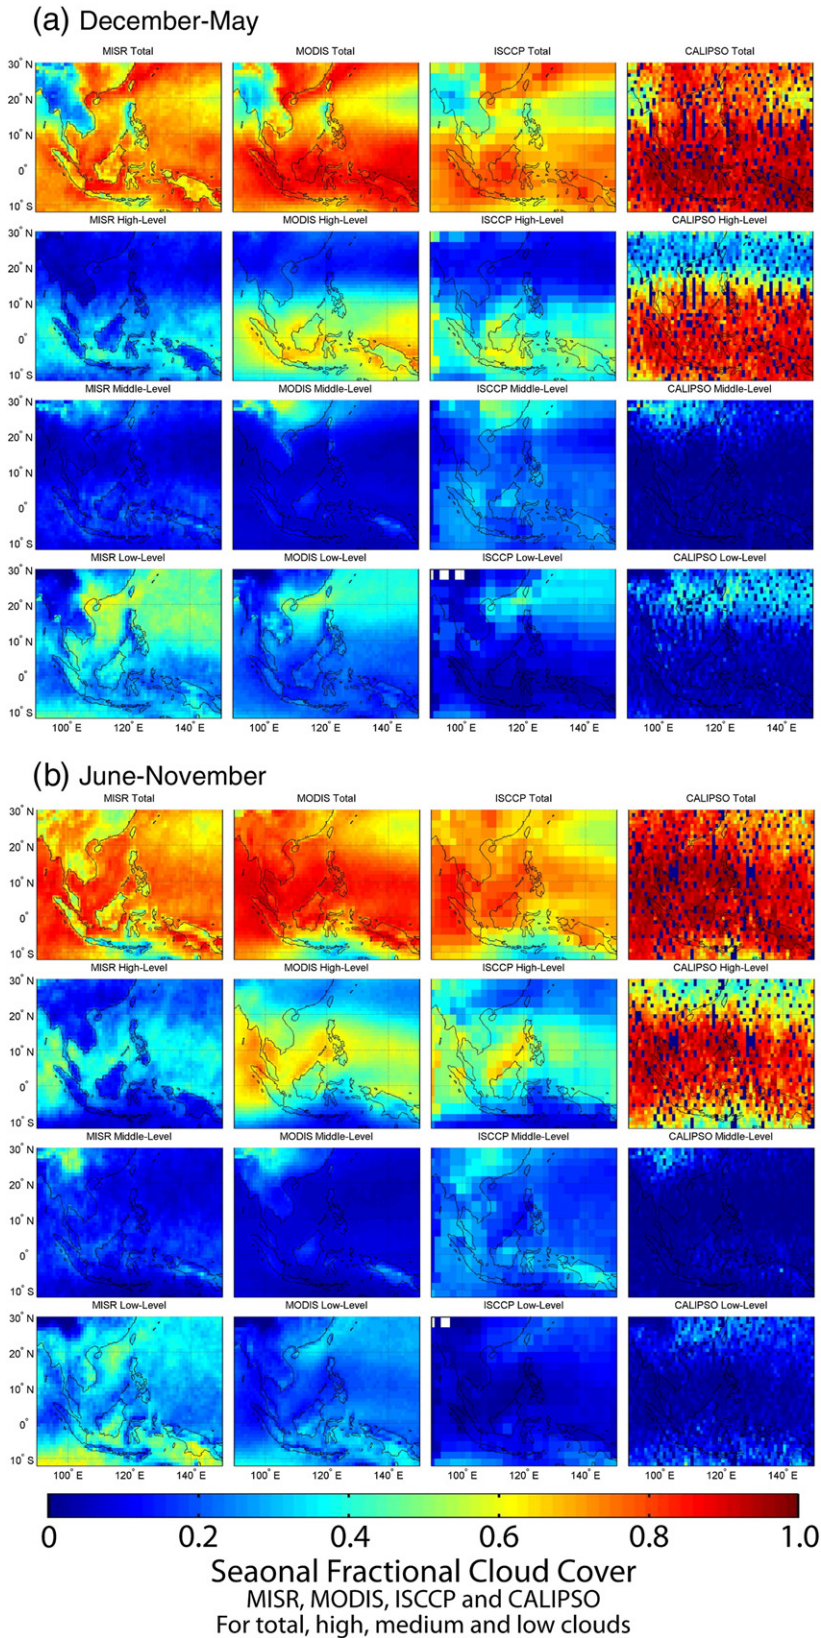 (a) December-May
MISR Total MODIS Total ISCCP Total CALIPSO Total
30° N
20° N
10° N
0°
10° S
MISR High-Level MODIS High-Level ISCCP High-Level CALIPSO High-Level
30° N
20° N
10° N
0°
10° S
MISR Middle-Level MODIS Middle-Level ISCCP Middle-Level CALIPSO Middle-Level
30° N
20° N
10° N
0°
10° S
MISR Low-Level MODIS Low-Level ISCCP Low-Level CALIPSO Low-Level
30° N
20° N
10° N
0°
10° S
100° E 120° E 140° E 100° E 120° E 140° E 100° E 120° E 140° E 100° E 120° E 140° E
(b) June-November
MISR Total MODIS Total ISCCP Total CALIPSO Total
30° N
20° N
10° N
0°
10° S
MISR High-Level MODIS High-Level ISCCP High-Level CALIPSO High-Level
30° N
20° N
10° N
0°
10° S
MISR Middle-Level MODIS Middle-Level ISCCP Middle-Level CALIPSO Middle-Level
30° N
20° N
10° N
0°
10° S
MISR Low-Level MODIS Low-Level ISCCP Low-Level CALIPSO Low-Level
30° N
20° N
10° N
0°
10° S
100° E 120° E 140° E 100° E 120° E 140° E 100° E 120° E 140° E 100° E 120° E 140° E
0 0.2 0.4 0.6 0.8 1.0
Seaonal Fractional Cloud Cover
MISR, MODIS, ISCCP and CALIPSO
For total, high, medium and low clouds